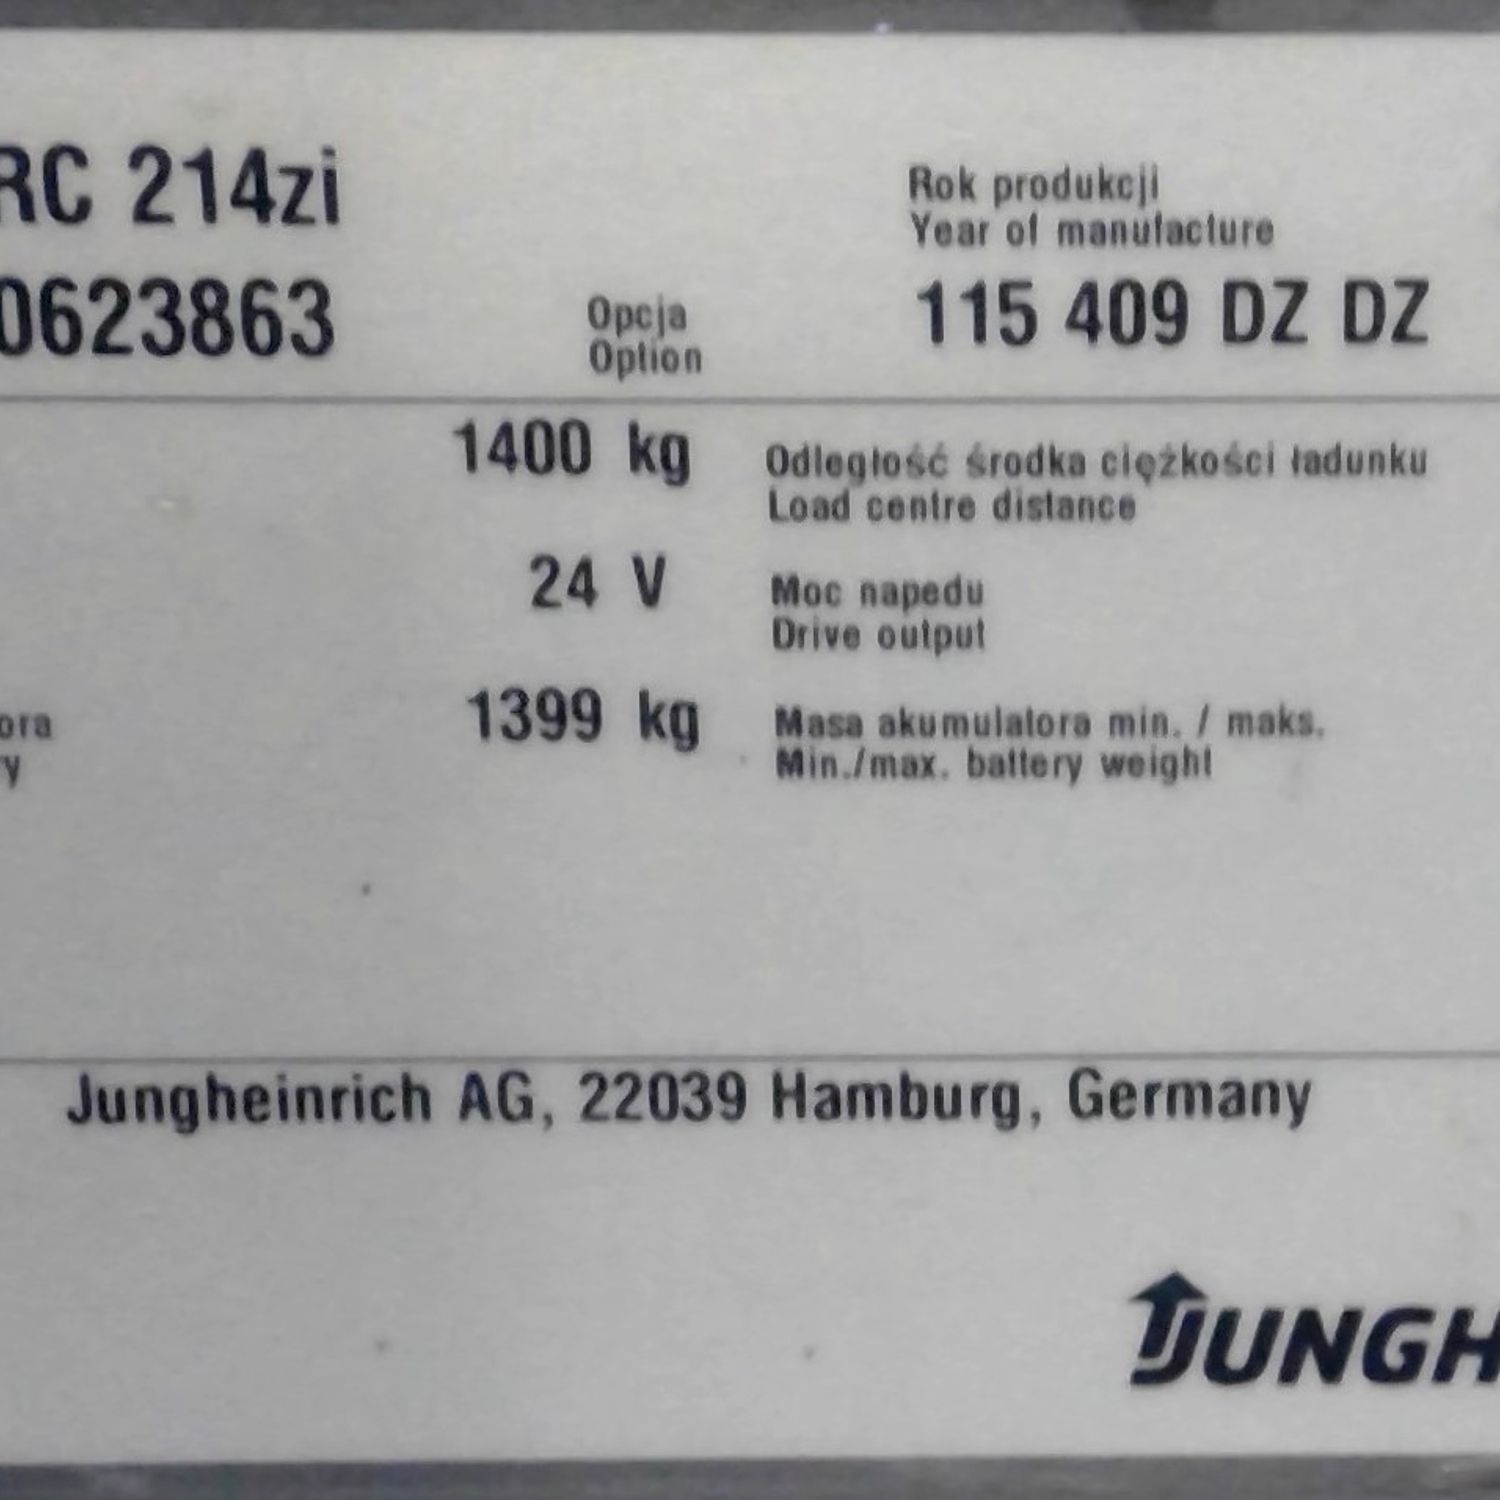 RC 214zi
Rok produkcji
Year of manufacture
0623863
Opcja
Option
115 409 DZ DZ
1400 kg
Odległość środka ciężkości ładunku
Load centre distance
24 V
Moc napedu
Drive output
ora
y
1399 kg
Masa akumulatora min. / maks.
Min./max. battery weight
Jungheinrich AG, 22039 Hamburg, Germany
JUNGH